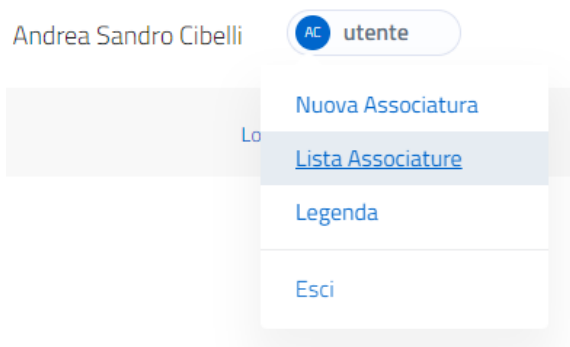 Andrea Sandro Cibelli
AC utente
Nuova Associatura
Lo
Lista Associature
Legenda
Esci